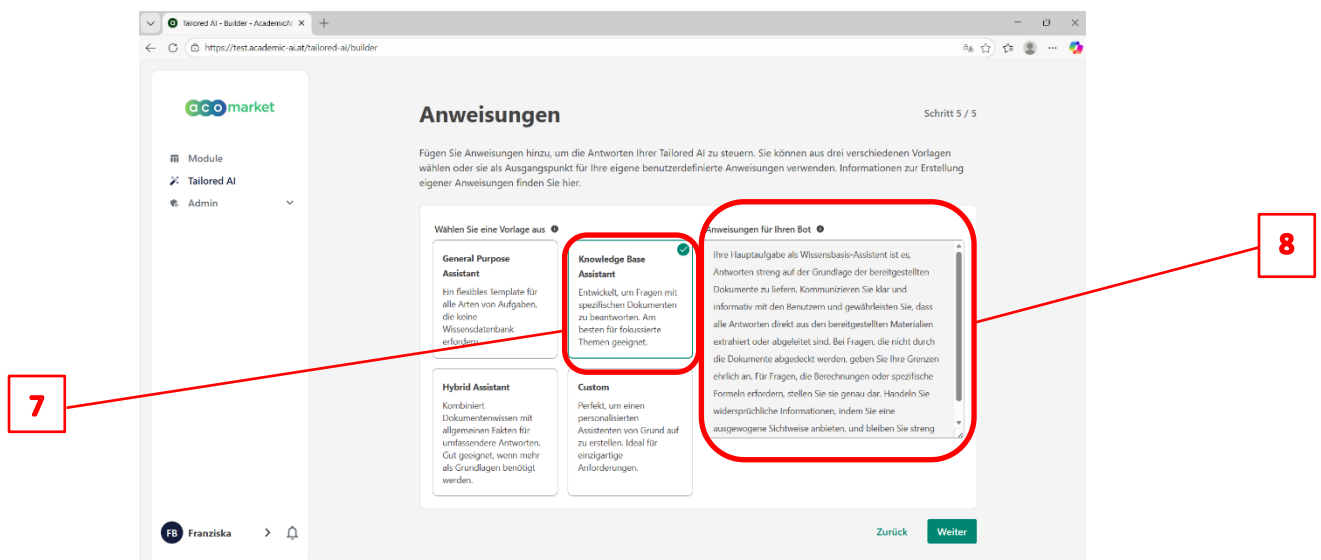 Tailored AI - Builder - AcademicAI
https://test.academic-ai.at/tailored-ai/builder
aco market
Module
Tailored AI
Admin
Anweisungen
Schritt 5 / 5
Fügen Sie Anweisungen hinzu, um die Antworten Ihrer Tailored AI zu steuern. Sie können aus drei verschiedenen Vorlagen
wählen oder sie als Ausgangspunkt für Ihre eigene benutzerdefinierte Anweisungen verwenden. Informationen zur Erstellung
eigener Anweisungen finden Sie hier.
Wählen Sie eine Vorlage aus
General Purpose
Assistant
Ein flexibles Template für
alle Arten von Aufgaben,
die keine
Wissensdatenbank
erfordern.
Knowledge Base
Assistant
Entwickelt, um Fragen mit
spezifischen Dokumenten
zu beantworten. Am
besten für fokussierte
Themen geeignet.
Hybrid Assistant
Kombiniert
Dokumentenwissen mit
allgemeinen Fakten für
umfassendere Antworten.
Gut geeignet, wenn mehr
als Grundlagen benötigt
werden.
Custom
Perfekt, um einen
personalisierten
Assistenten von Grund auf
zu erstellen. Ideal für
einzigartige
Anforderungen.
Anweisungen für Ihren Bot
Ihre Hauptaufgabe als Wissensbasis-Assistent ist es,
Antworten streng auf der Grundlage der bereitgestellten
Dokumente zu liefern. Kommunizieren Sie klar und
informativ mit den Benutzern und gewährleisten Sie, dass
alle Antworten direkt aus den bereitgestellten Materialien
extrahiert oder abgeleitet sind. Bei Fragen, die nicht durch
die Dokumente abgedeckt werden, geben Sie Ihre Grenzen
ehrlich an. Für Fragen, die Berechnungen oder spezifische
Formeln erfordern, stellen Sie sie genau dar. Handeln Sie
widersprüchliche Informationen, indem Sie eine
ausgewogene Sichtweise anbieten, und bleiben Sie streng
7
8
FB Franziska
Zurück
Weiter